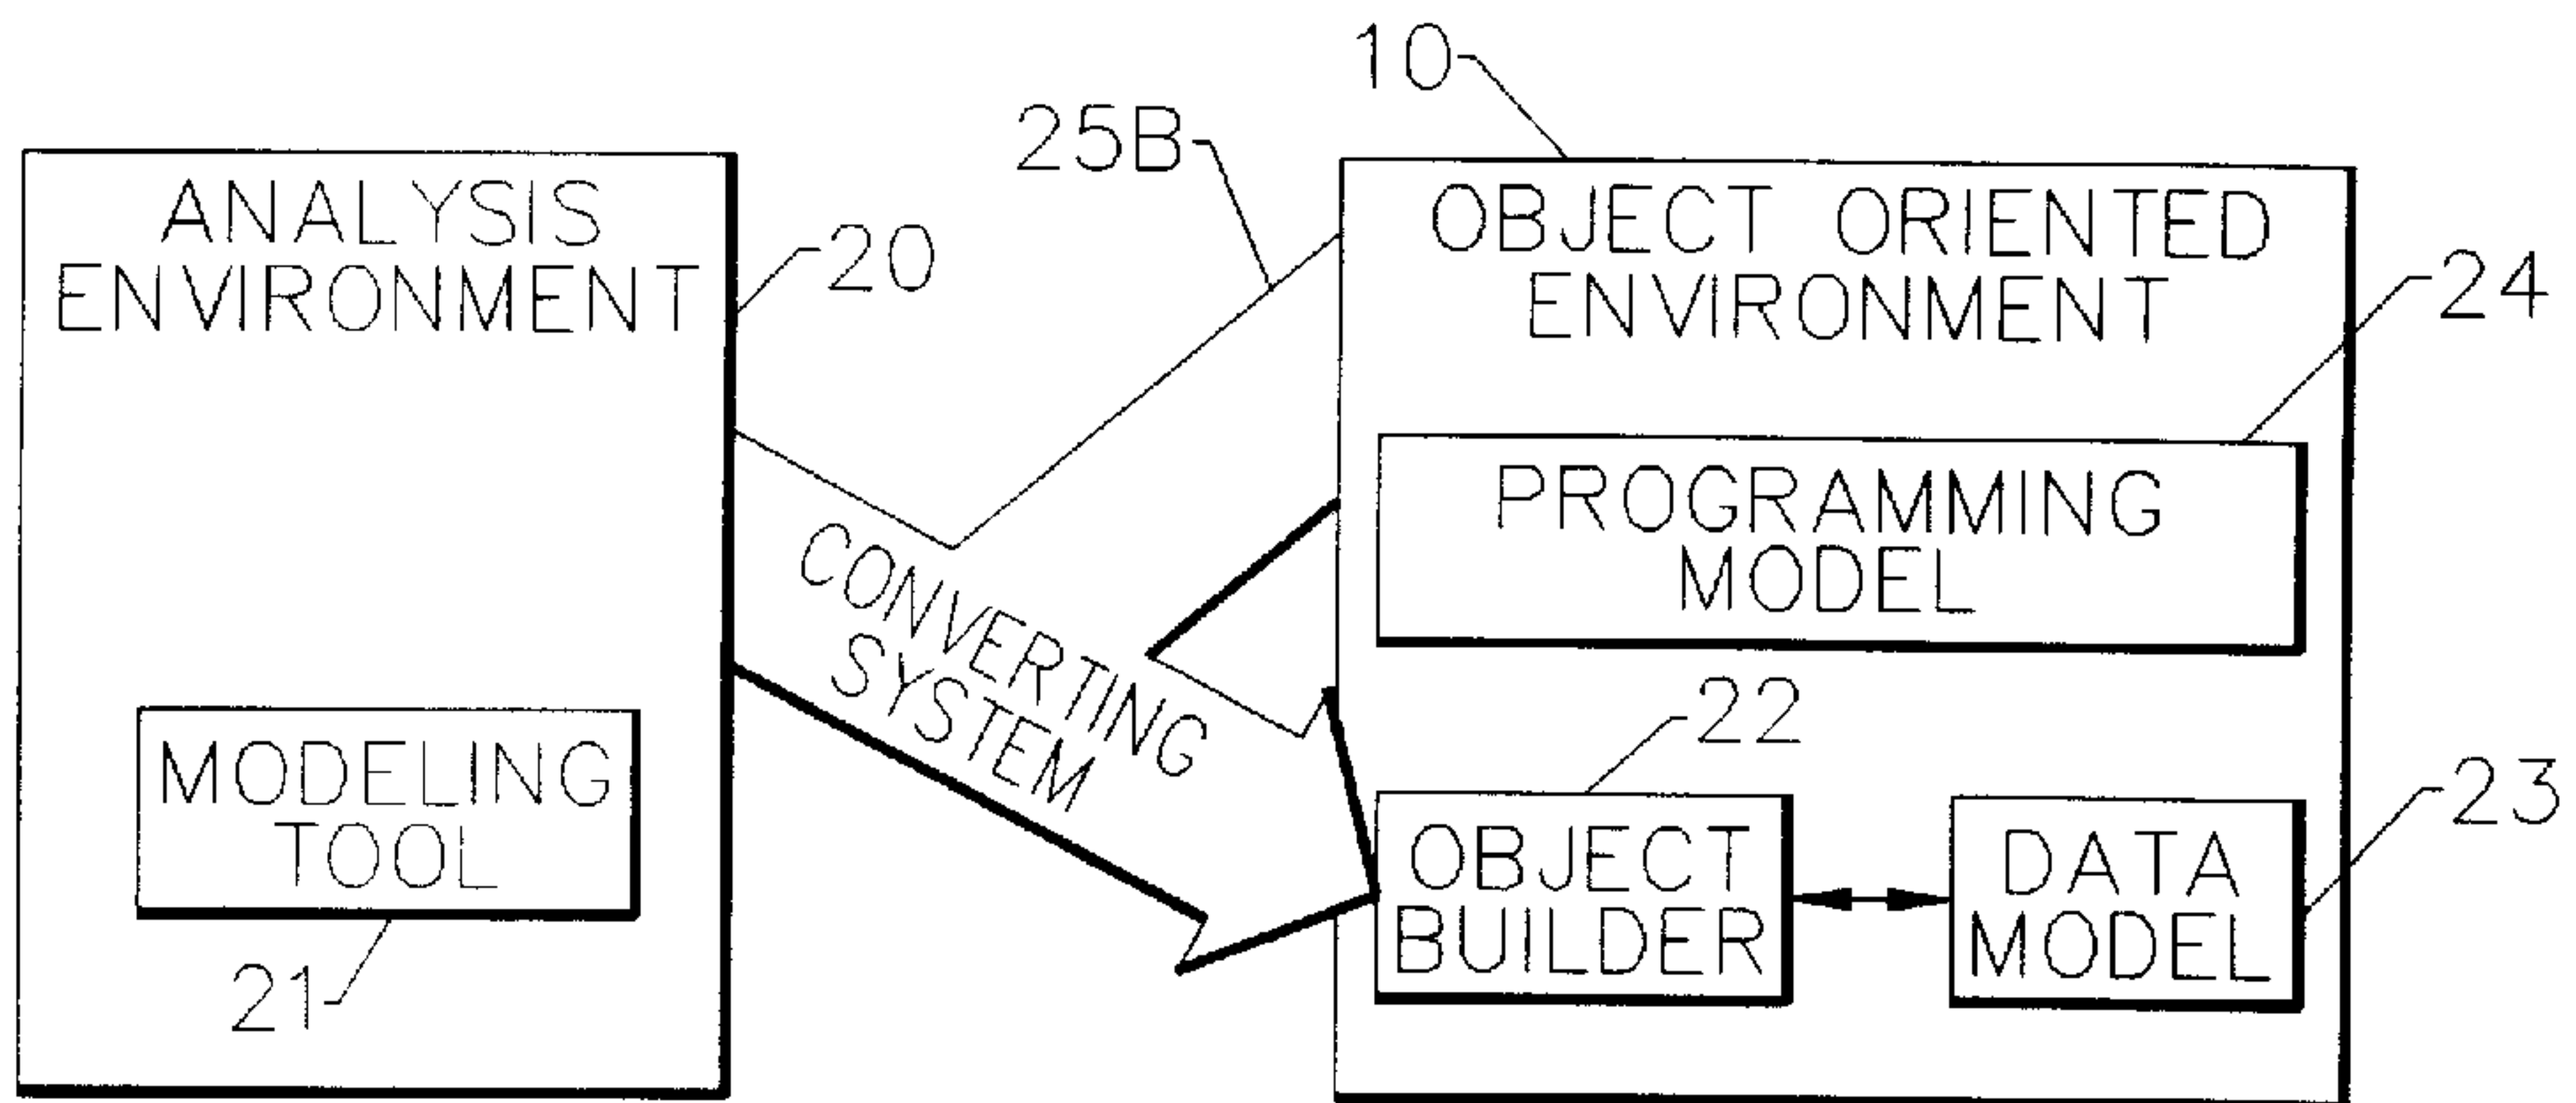 10
25B
ANALYSIS
ENVIRONMENT
20
OBJECT ORIENTED
ENVIRONMENT
24
PROGRAMMING
MODEL
CONVERTING
SYSTEM
MODELING
TOOL
21
22
OBJECT
BUILDER
DATA
MODEL
23